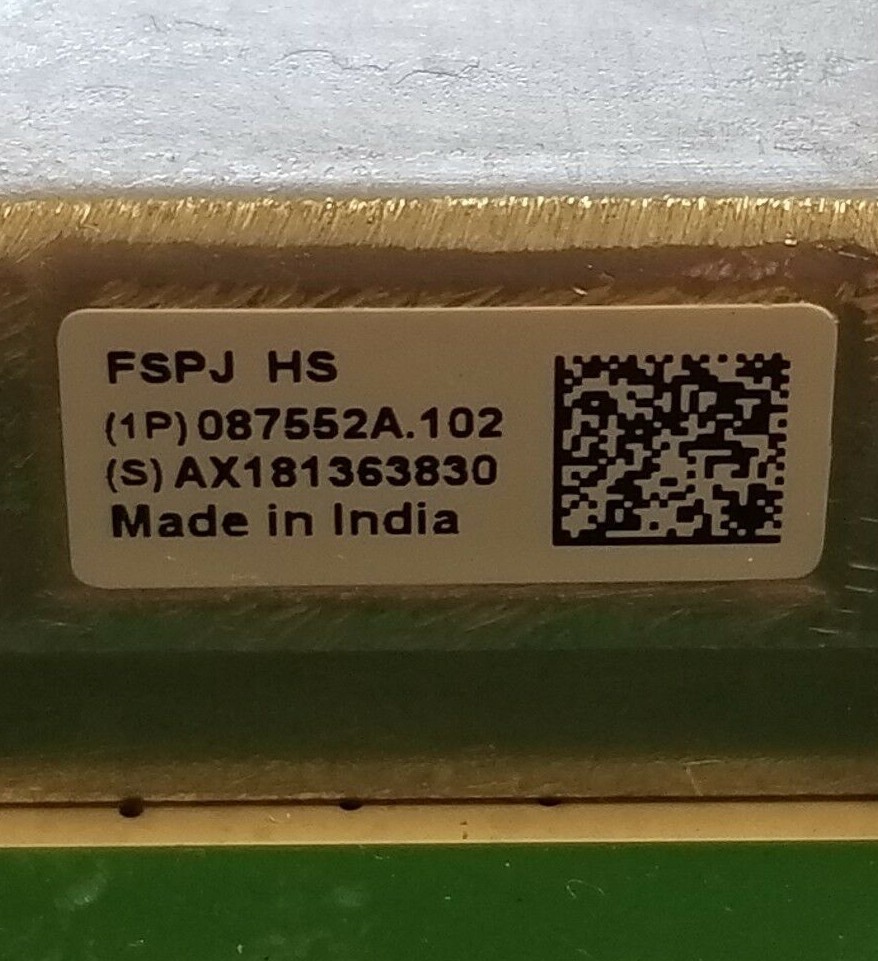 FSPJ HS
(1P)087552A.102
(S)AX181363830
Made in India